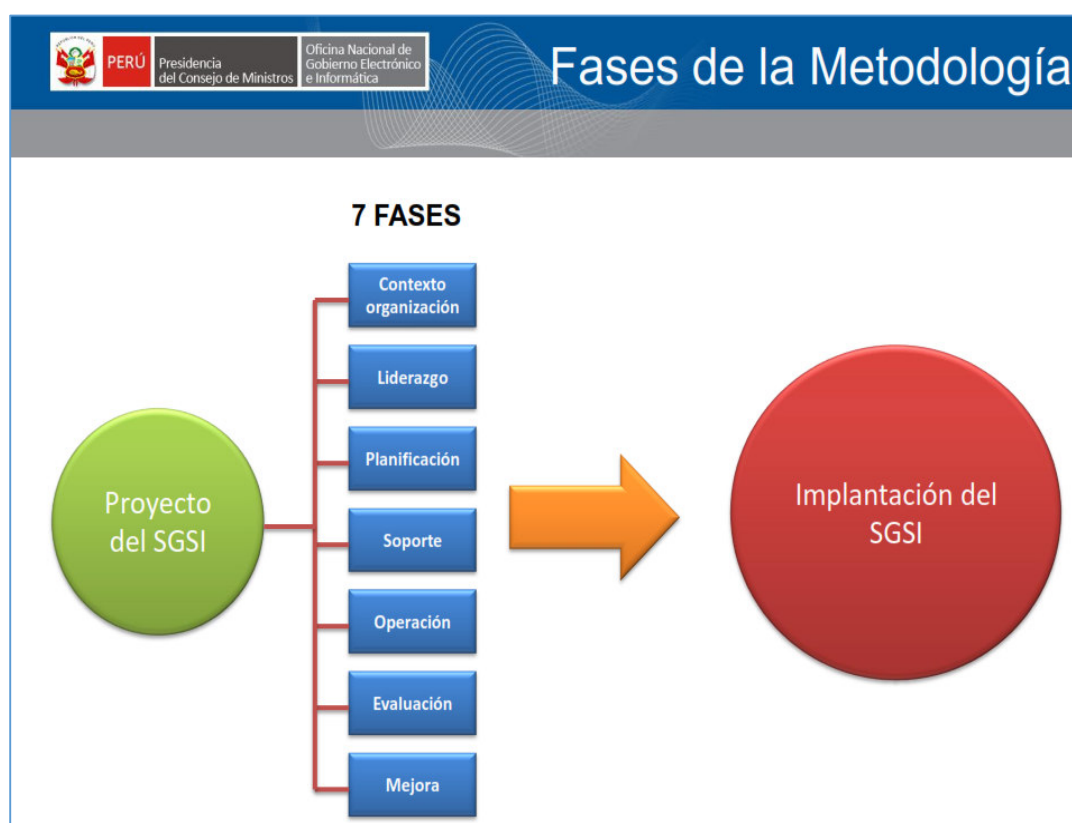 PERÚ
Presidencia
del Consejo de Ministros
Oficina Nacional de
Gobierno Electrónico
e Informática
Fases de la Metodología
7 FASES
Contexto
organización
Liderazgo
Planificación
Soporte
Operación
Evaluación
Mejora
Proyecto
del SGSI
Implantación del
SGSI